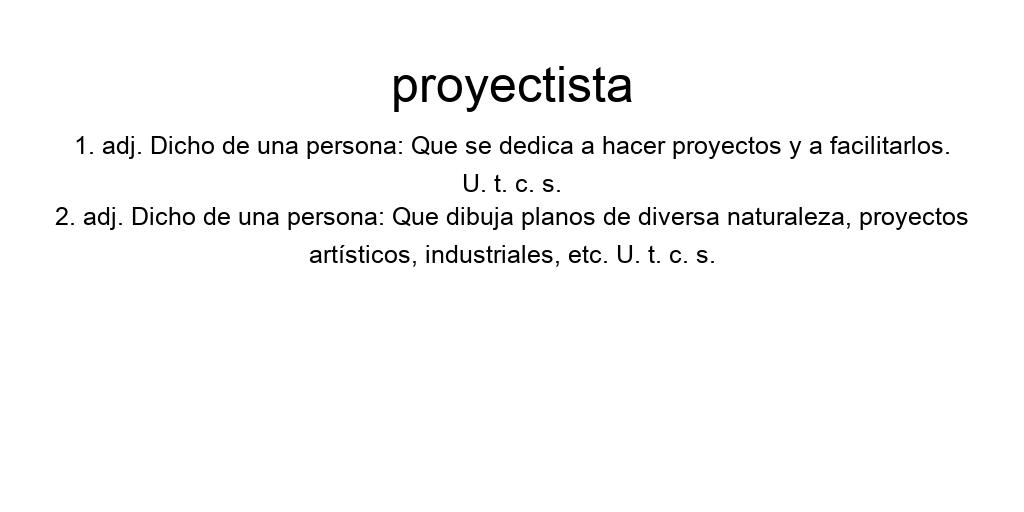 proyectista
1. adj. Dicho de una persona: Que se dedica a hacer proyectos y a facilitarlos.
U. t. c. s.
2. adj. Dicho de una persona: Que dibuja planos de diversa naturaleza, proyectos
artísticos, industriales, etc. U. t. c. s.